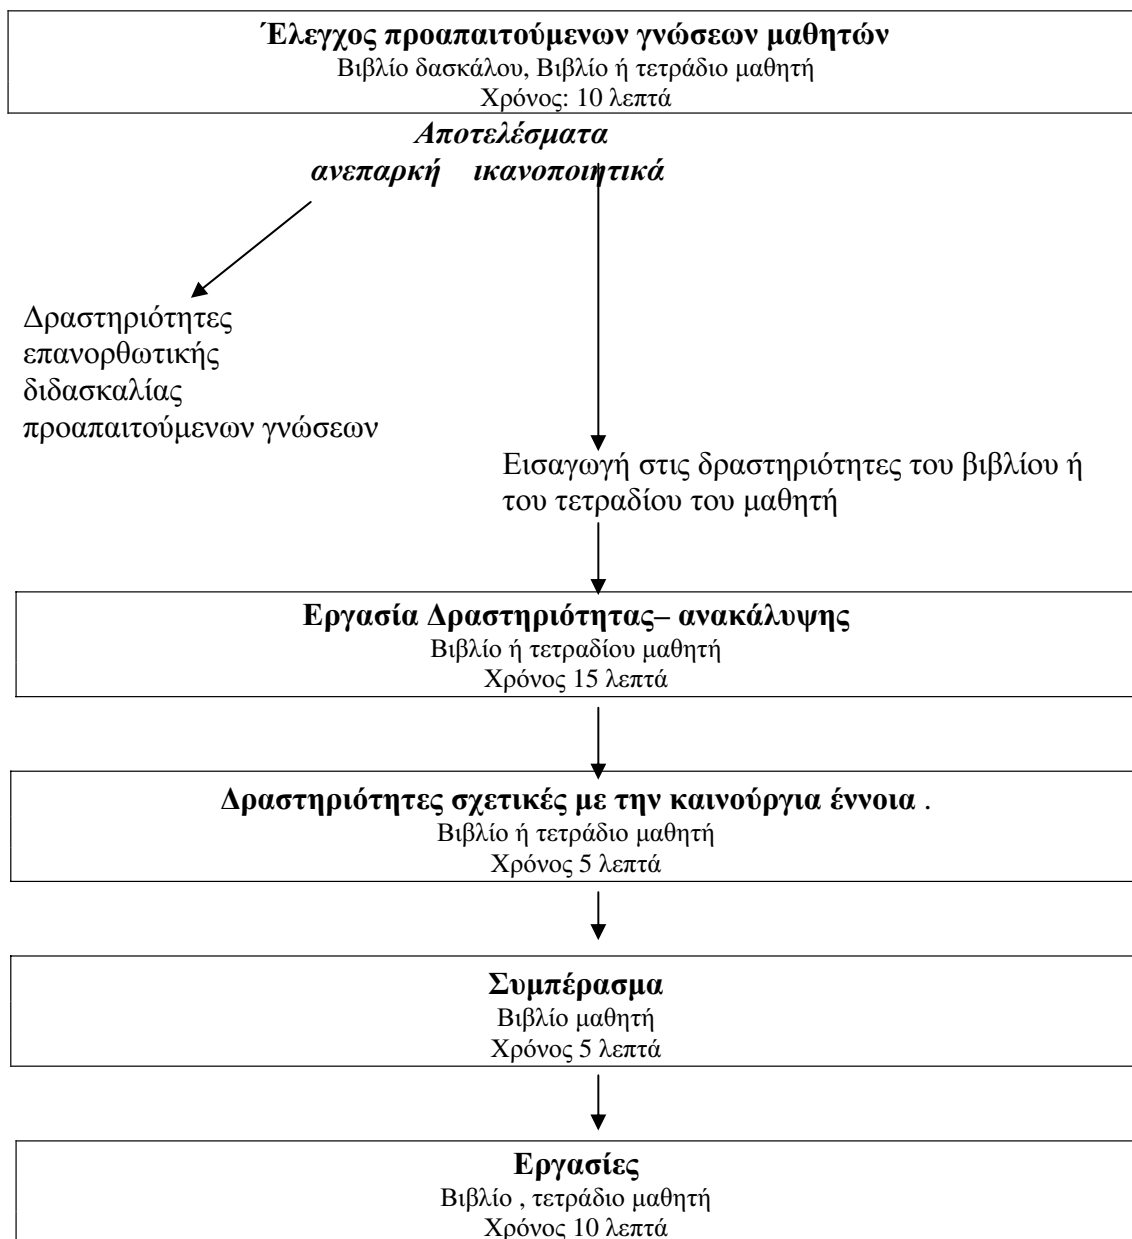 Έλεγχος προαπαιτούμενων γνώσεων μαθητών
Βιβλίο δασκάλου, Βιβλίο ή τετράδιο μαθητή
Χρόνος: 10 λεπτά
Αποτελέσματα
ανεπαρκή ικανοποιητικά
Δραστηριότητες
επανορθωτικής
διδασκαλίας
προαπαιτούμενων γνώσεων
Εισαγωγή στις δραστηριότητες του βιβλίου ή
του τετραδίου του μαθητή
Εργασία Δραστηριότητας– ανακάλυψης
Βιβλίο ή τετραδίου μαθητή
Χρόνος 15 λεπτά
Δραστηριότητες σχετικές με την καινούργια έννοια .
Βιβλίο ή τετράδιο μαθητή
Χρόνος 5 λεπτά
Συμπέρασμα
Βιβλίο μαθητή
Χρόνος 5 λεπτά
Εργασίες
Βιβλίο , τετράδιο μαθητή
Χρόνος 10 λεπτά